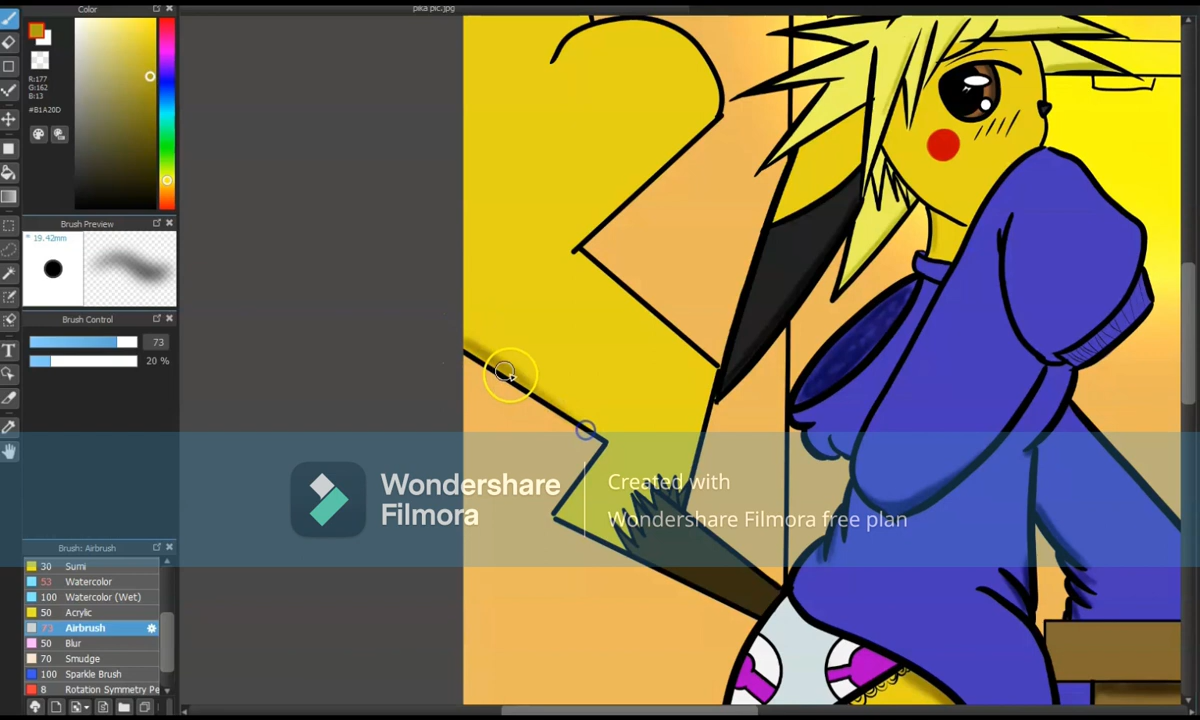 Color
pika pic.jpg
R:177
G:162
B:13
#B1A20D
Brush Preview
* 19.42mm
Brush Control
73
20 %
T
Wondershare
Filmora
Created with
Wondershare Filmora free plan
Brush: Airbrush
30 Sumi
53 Watercolor
100 Watercolor (Wet)
50 Acrylic
73 Airbrush
50 Blur
70 Smudge
100 Sparkle Brush
8 Rotation Symmetry Pe